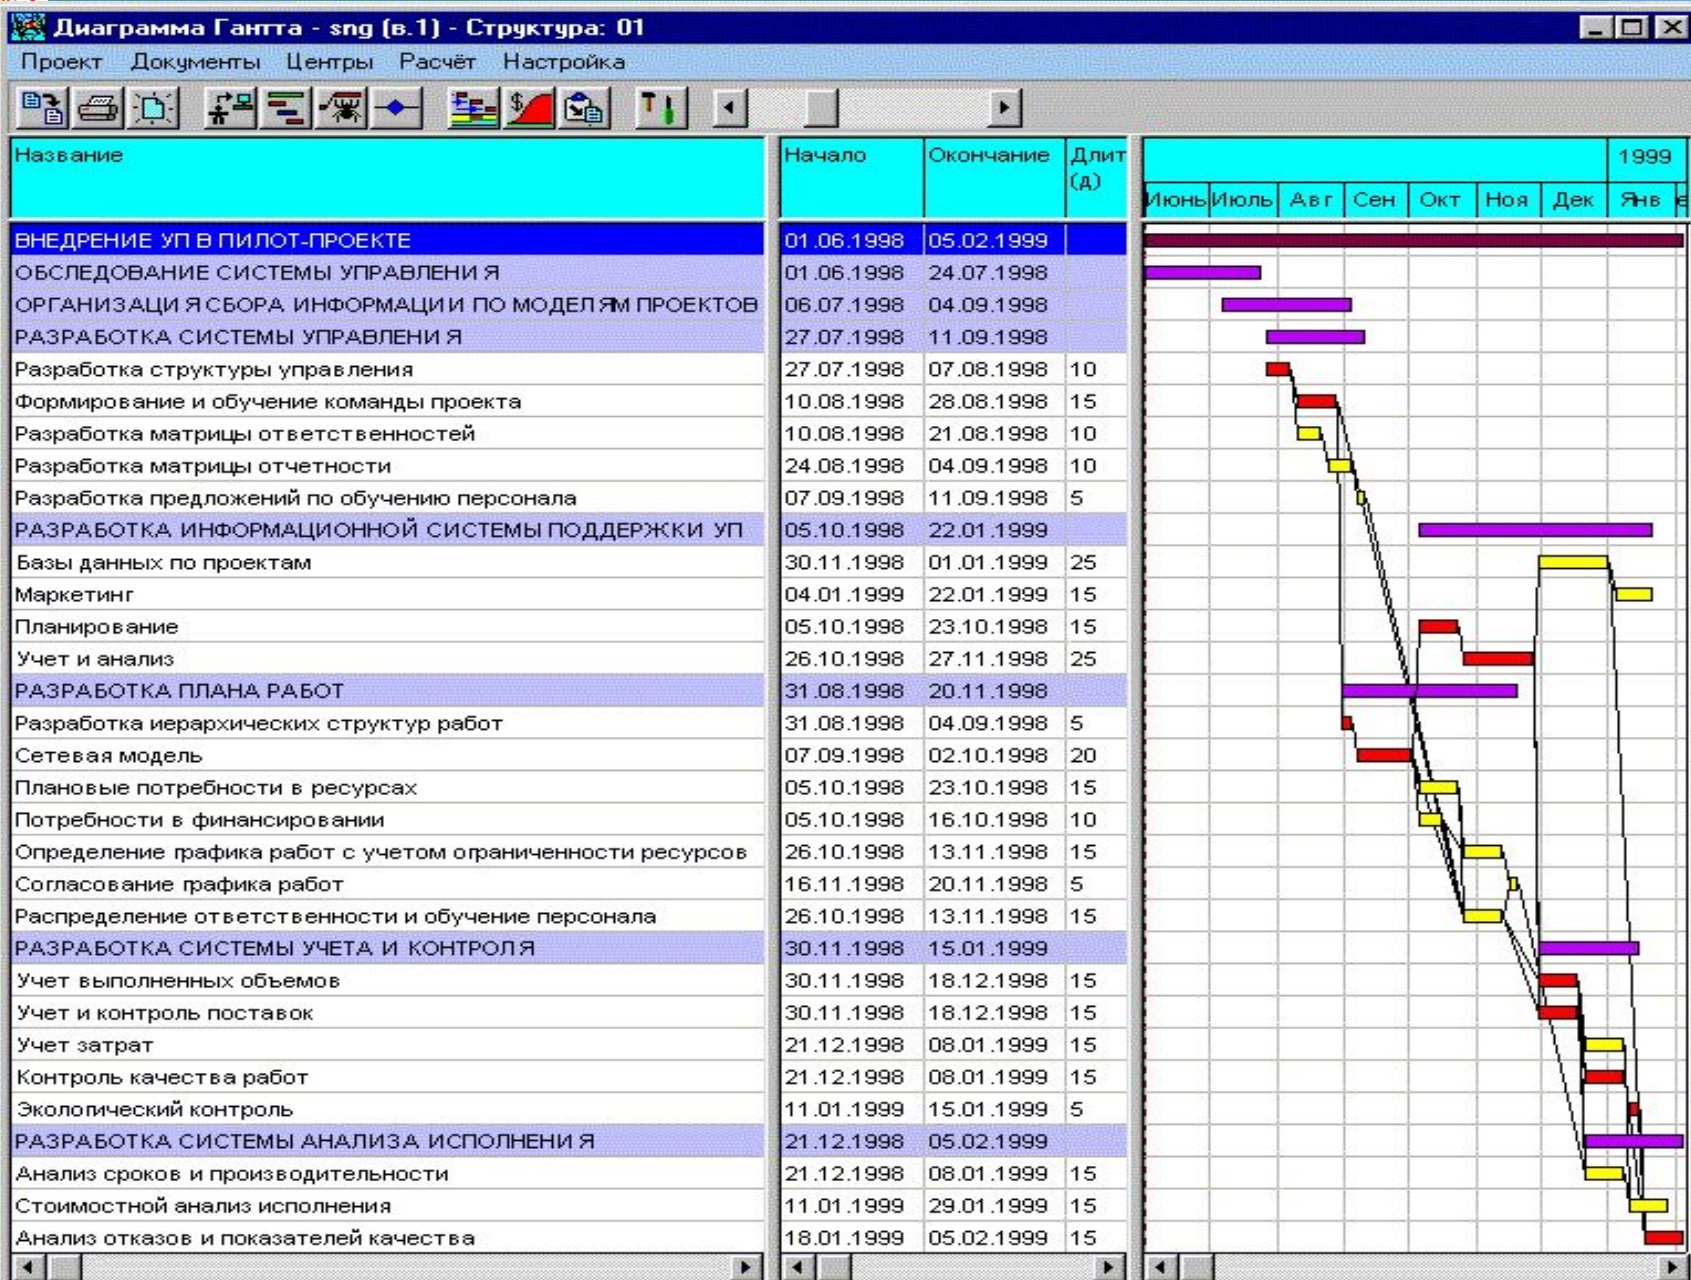 Диаграмма Гантта - sng (в.1) - Структура: 01
Проект Документы Центры Расчёт Настройка
Название Начало Окончание Длит (д) 1999
Июнь Июль Авг Сен Окт Ноя Дек Янв
ВНЕДРЕНИЕ УП В ПИЛОТ-ПРОЕКТЕ 01.06.1998 05.02.1999
ОБСЛЕДОВАНИЕ СИСТЕМЫ УПРАВЛЕНИЯ 01.06.1998 24.07.1998
ОРГАНИЗАЦИЯ СБОРА ИНФОРМАЦИИ ПО МОДЕЛЯМ ПРОЕКТОВ 06.07.1998 04.09.1998
РАЗРАБОТКА СИСТЕМЫ УПРАВЛЕНИЯ 27.07.1998 11.09.1998
Разработка структуры управления 27.07.1998 07.08.1998 10
Формирование и обучение команды проекта 10.08.1998 28.08.1998 15
Разработка матрицы ответственностей 10.08.1998 21.08.1998 10
Разработка матрицы отчетности 24.08.1998 04.09.1998 10
Разработка предложений по обучению персонала 07.09.1998 11.09.1998 5
РАЗРАБОТКА ИНФОРМАЦИОННОЙ СИСТЕМЫ ПОДДЕРЖКИ УП 05.10.1998 22.01.1999
Базы данных по проектам 30.11.1998 01.01.1999 25
Маркетинг 04.01.1999 22.01.1999 15
Планирование 05.10.1998 23.10.1998 15
Учет и анализ 26.10.1998 27.11.1998 25
РАЗРАБОТКА ПЛАНА РАБОТ 31.08.1998 20.11.1998
Разработка иерархических структур работ 31.08.1998 04.09.1998 5
Сетевая модель 07.09.1998 02.10.1998 20
Плановые потребности в ресурсах 05.10.1998 23.10.1998 15
Потребности в финансировании 05.10.1998 16.10.1998 10
Определение графика работ с учетом ограниченности ресурсов 26.10.1998 13.11.1998 15
Согласование графика работ 16.11.1998 20.11.1998 5
Распределение ответственности и обучение персонала 26.10.1998 13.11.1998 15
РАЗРАБОТКА СИСТЕМЫ УЧЕТА И КОНТРОЛЯ 30.11.1998 15.01.1999
Учет выполненных объемов 30.11.1998 18.12.1998 15
Учет и контроль поставок 30.11.1998 18.12.1998 15
Учет затрат 21.12.1998 08.01.1999 15
Контроль качества работ 21.12.1998 08.01.1999 15
Экологический контроль 11.01.1999 15.01.1999 5
РАЗРАБОТКА СИСТЕМЫ АНАЛИЗА ИСПОЛНЕНИЯ 21.12.1998 05.02.1999
Анализ сроков и производительности 21.12.1998 08.01.1999 15
Стоимостной анализ исполнения 11.01.1999 29.01.1999 15
Анализ отказов и показателей качества 18.01.1999 05.02.1999 15